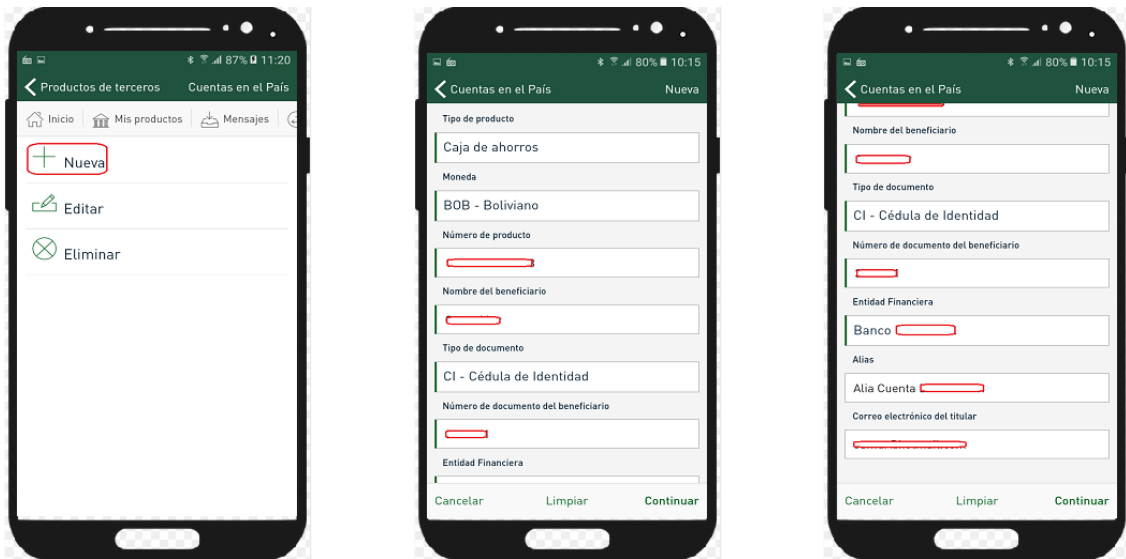 87% 11:20
Productos de terceros Cuentas en el País
Inicio Mis productos Mensajes
Nueva
Editar
Eliminar
80% 10:15
Cuentas en el País Nueva
Tipo de producto
Caja de ahorros
Moneda
BOB - Boliviano
Número de producto
Nombre del beneficiario
Tipo de documento
CI - Cédula de Identidad
Número de documento del beneficiario
Entidad Financiera
Cancelar Limpiar Continuar
80% 10:15
Cuentas en el País Nueva
Nombre del beneficiario
Tipo de documento
CI - Cédula de Identidad
Número de documento del beneficiario
Entidad Financiera
Banco
Alias
Alia Cuenta
Correo electrónico del titular
Cancelar Limpiar Continuar